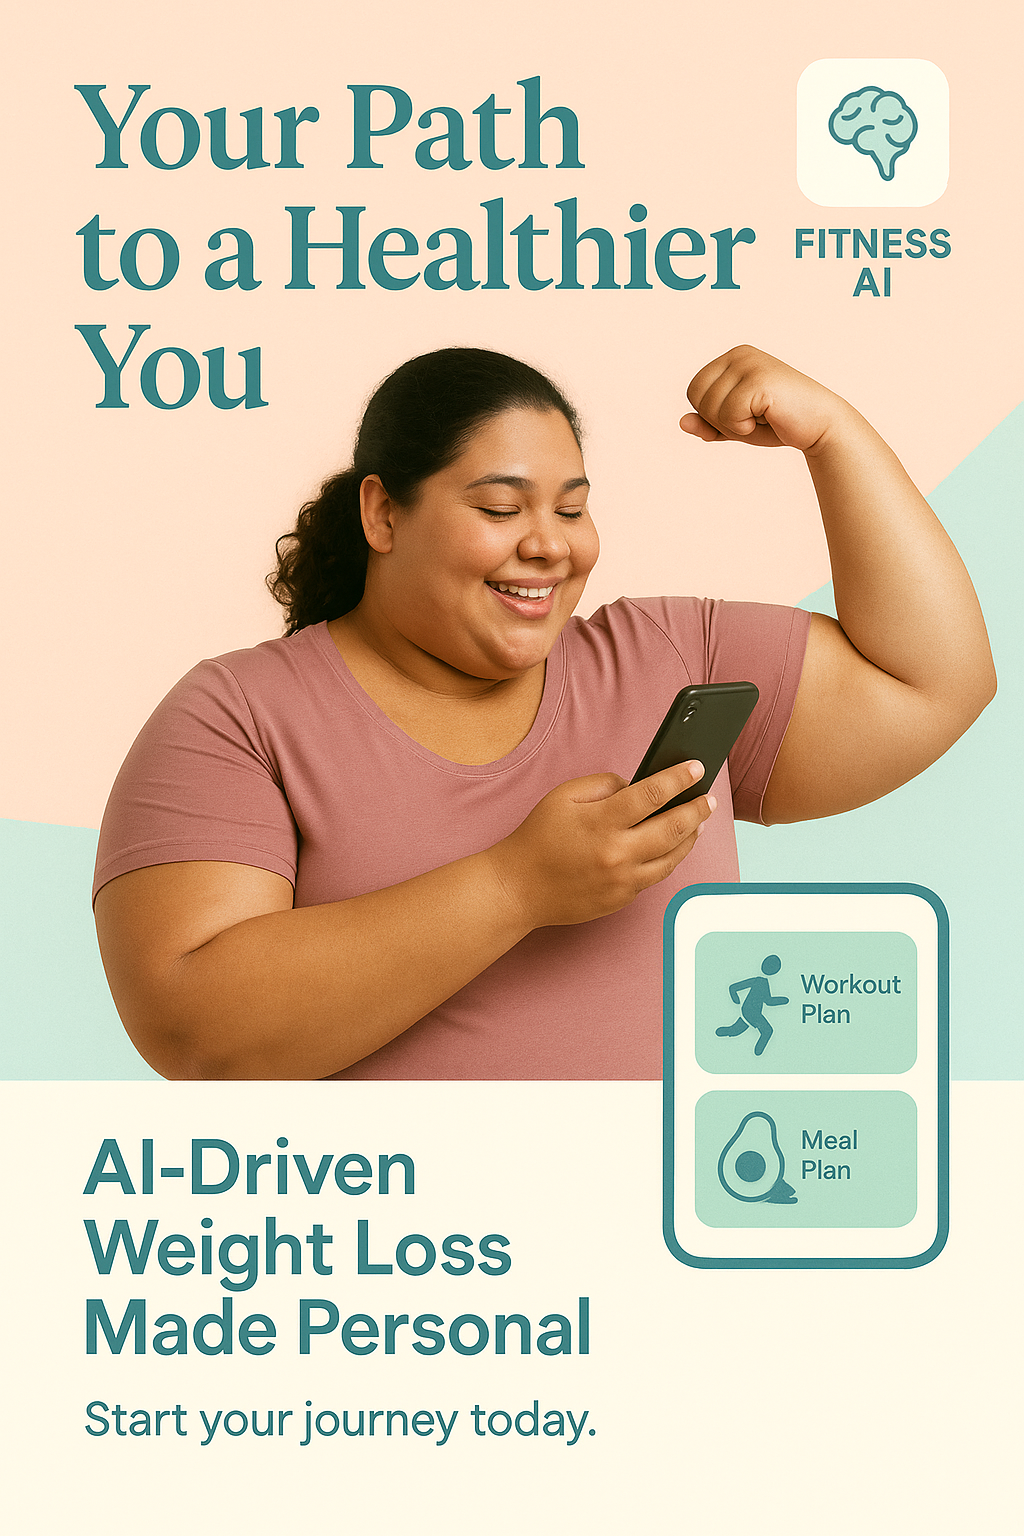 Your Path
to a Healthier
You
FITNESS
AI
Workout
Plan
Meal
Plan
AI-Driven
Weight Loss
Made Personal
Start your journey today.